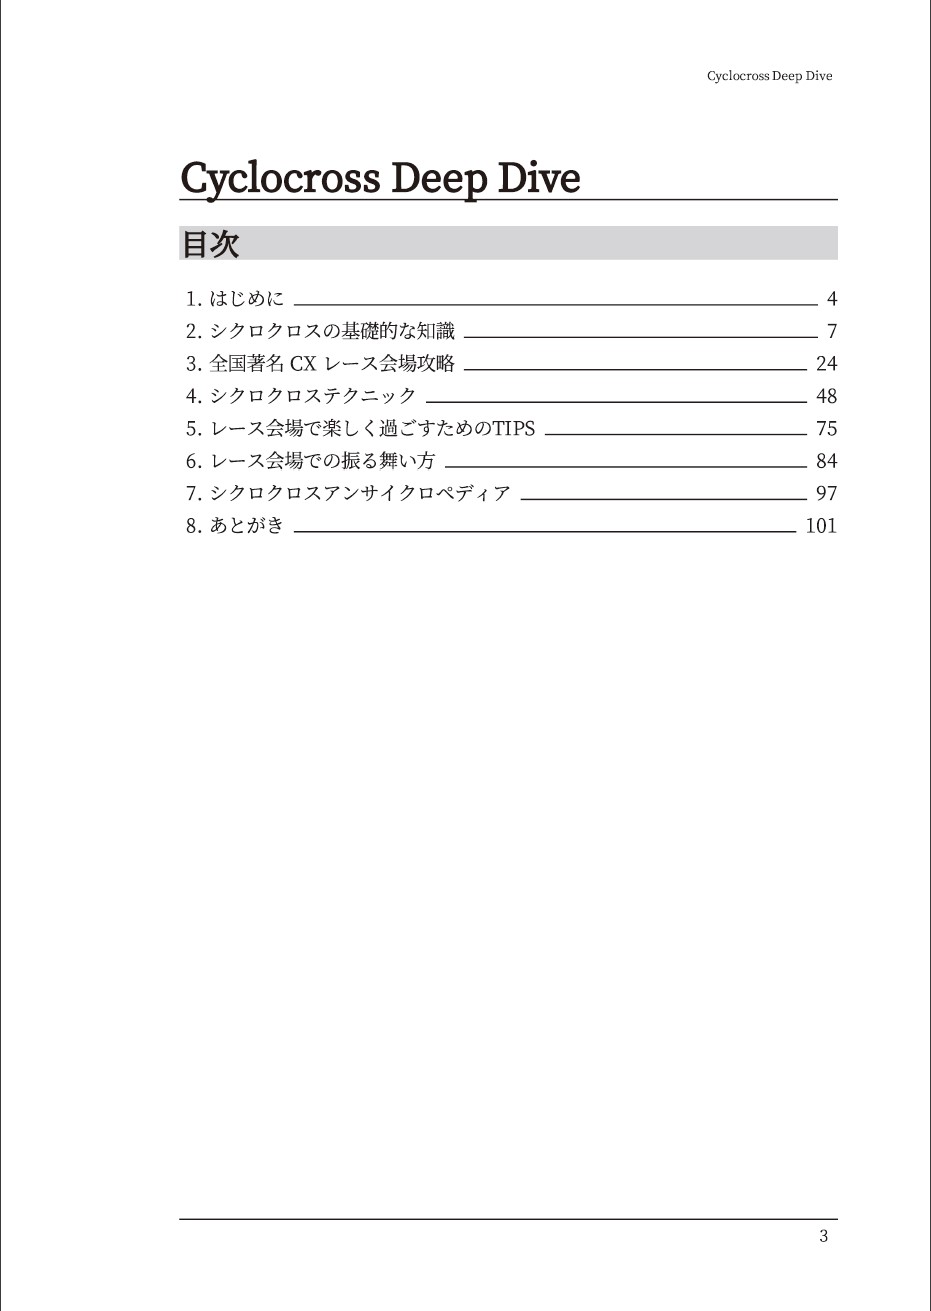 Cyclocross Deep Dive
Cyclocross Deep Dive
目次
1. はじめに 4
2. シクロクロスの基礎的な知識 7
3. 全国著名 CX レース会場攻略 24
4. シクロクロステクニック 48
5. レース会場で楽しく過ごすためのTIPS 75
6. レース会場での振る舞い方 84
7. シクロクロスアンサイクロペディア 97
8. あとがき 101
3